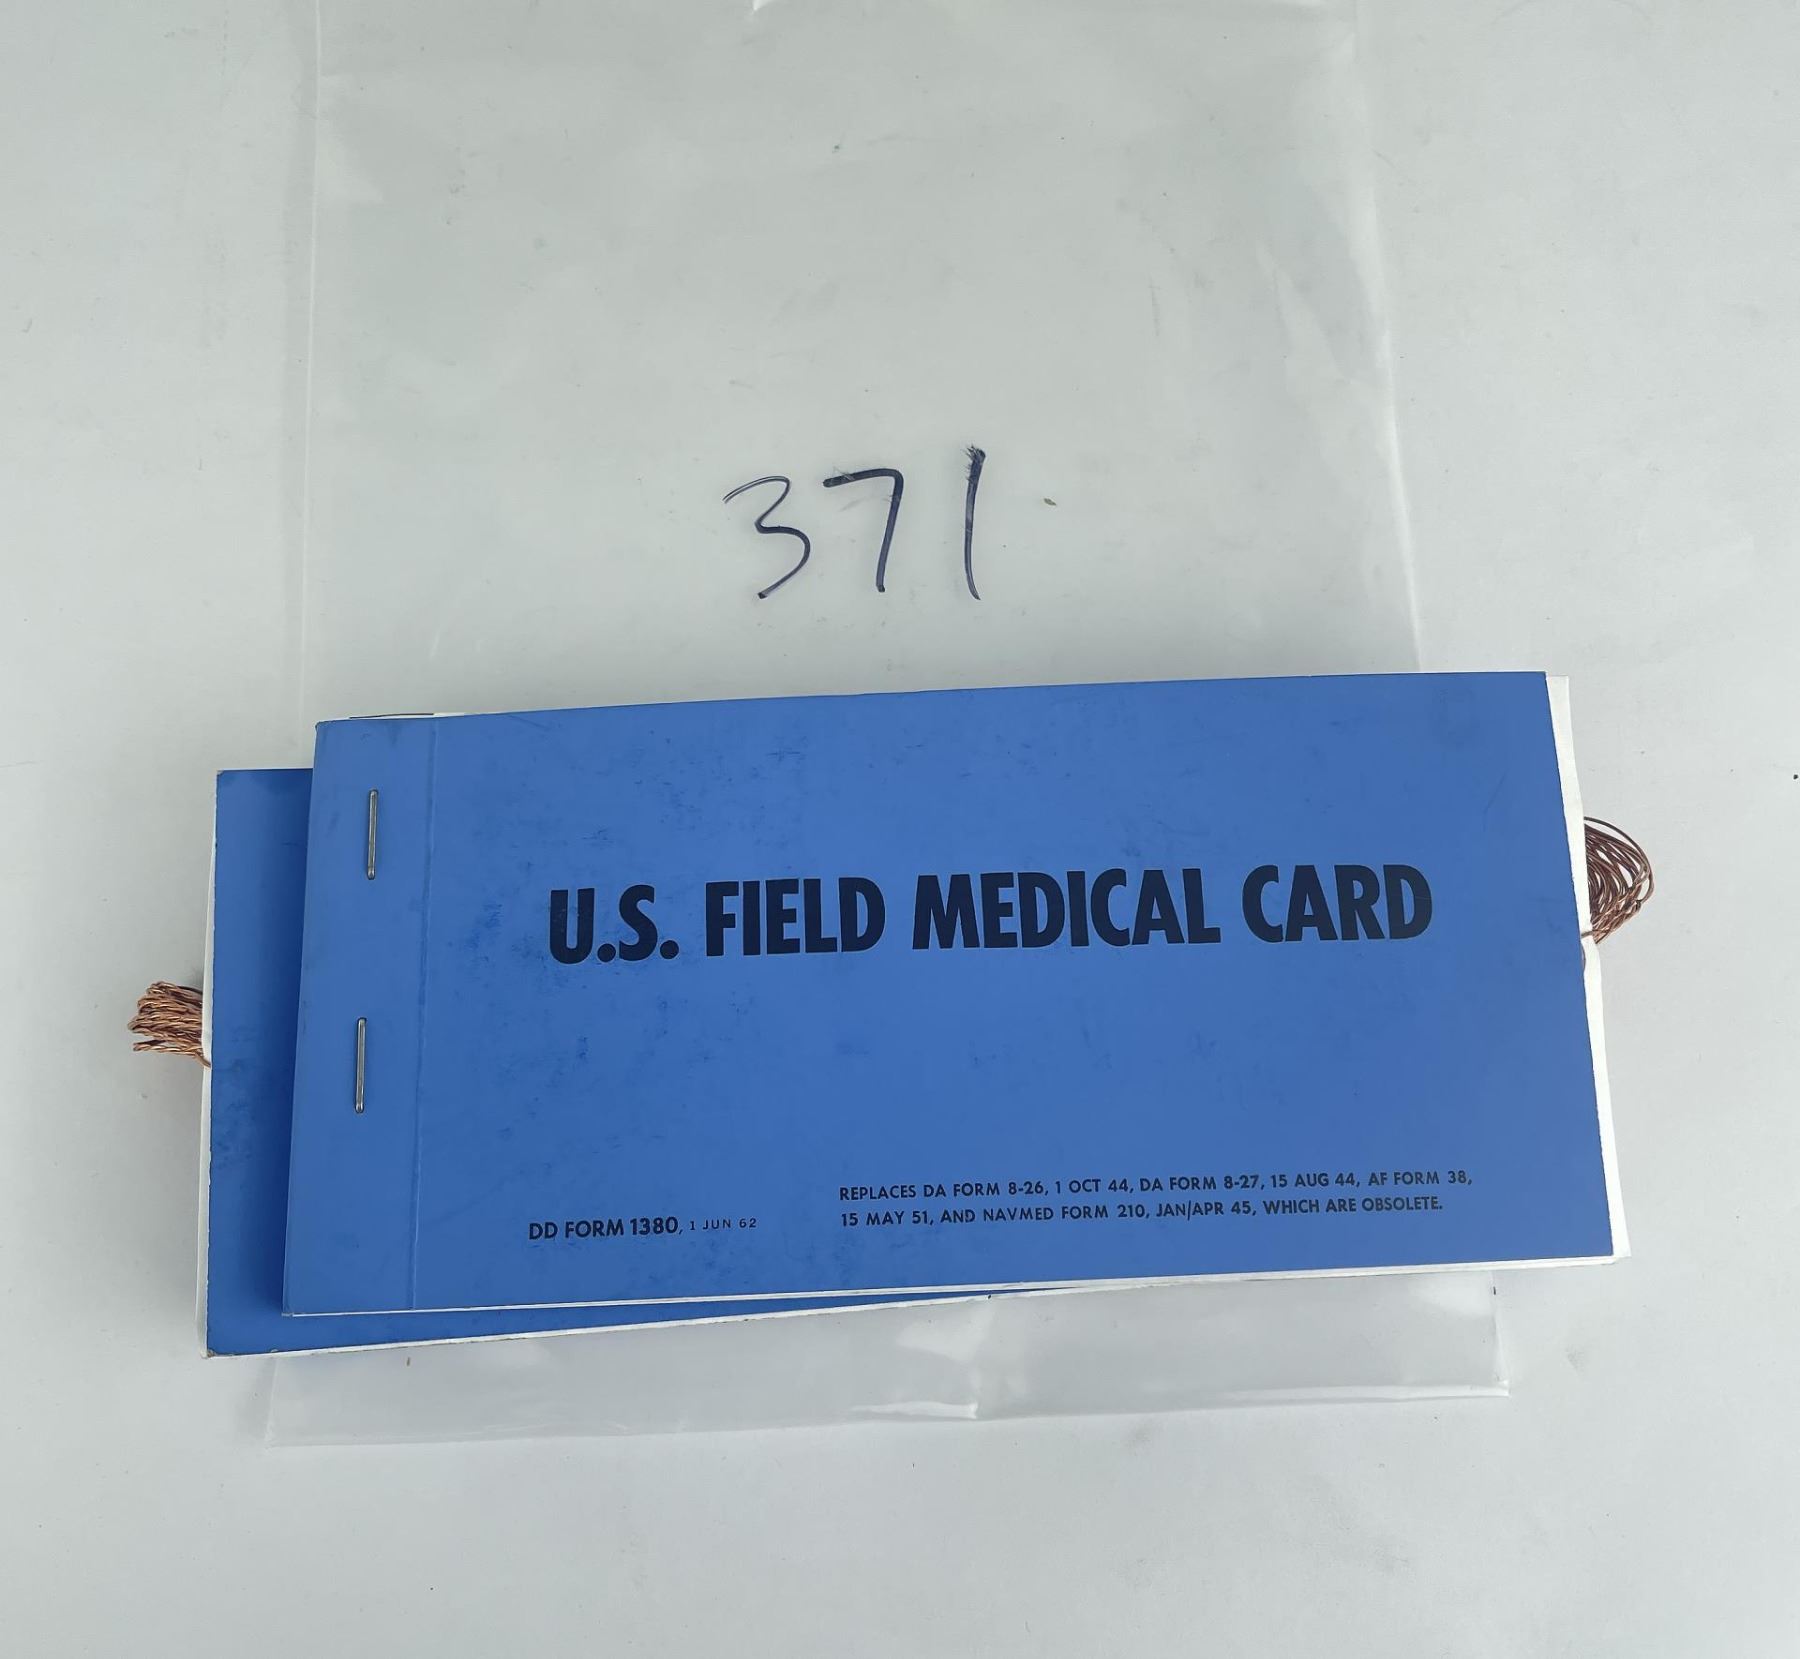 371
U.S. FIELD MEDICAL CARD
DD FORM 1380, 1 JUN 62
REPLACES DA FORM 8-26, 1 OCT 44, DA FORM 8-27, 15 AUG 44, AF FORM 38,
15 MAY 51, AND NAVMED FORM 210, JAN/APR 45, WHICH ARE OBSOLETE.